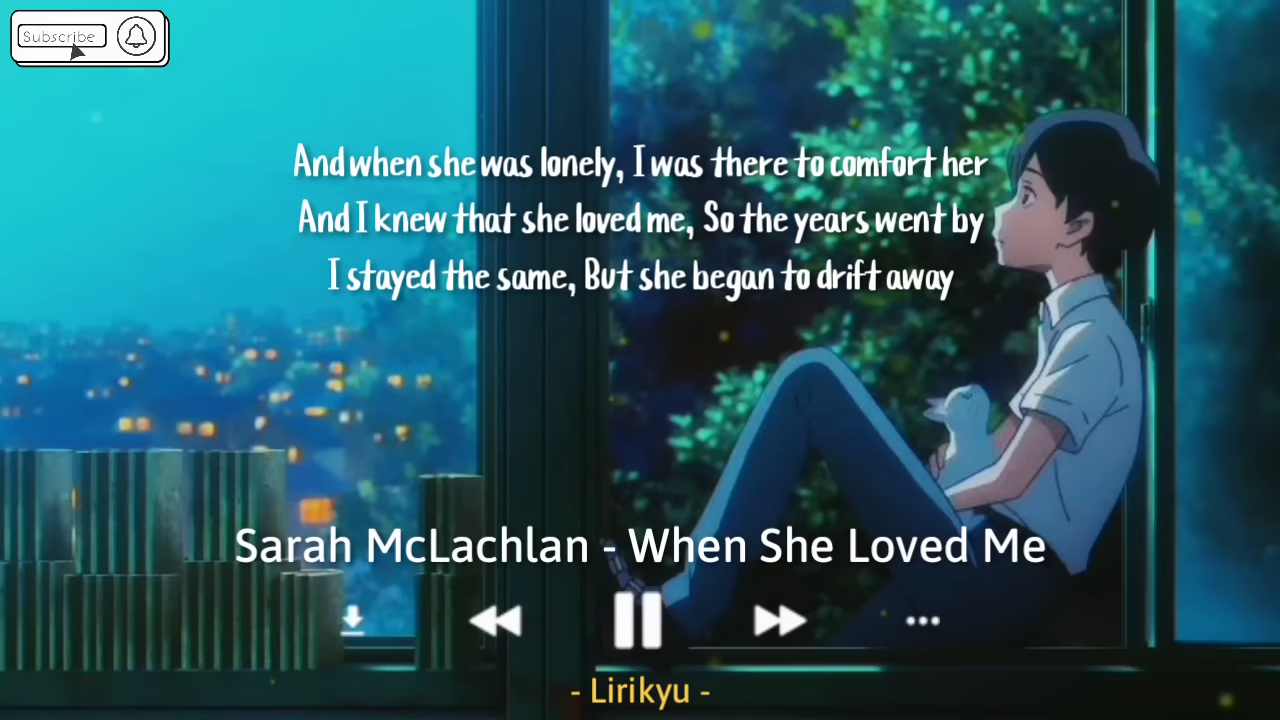 Subscribe
And when she was lonely, I was there to comfort her
And I knew that she loved me, So the years went by
I stayed the same, But she began to drift away
Sarah McLachlan - When She Loved Me
- Lirikyu -